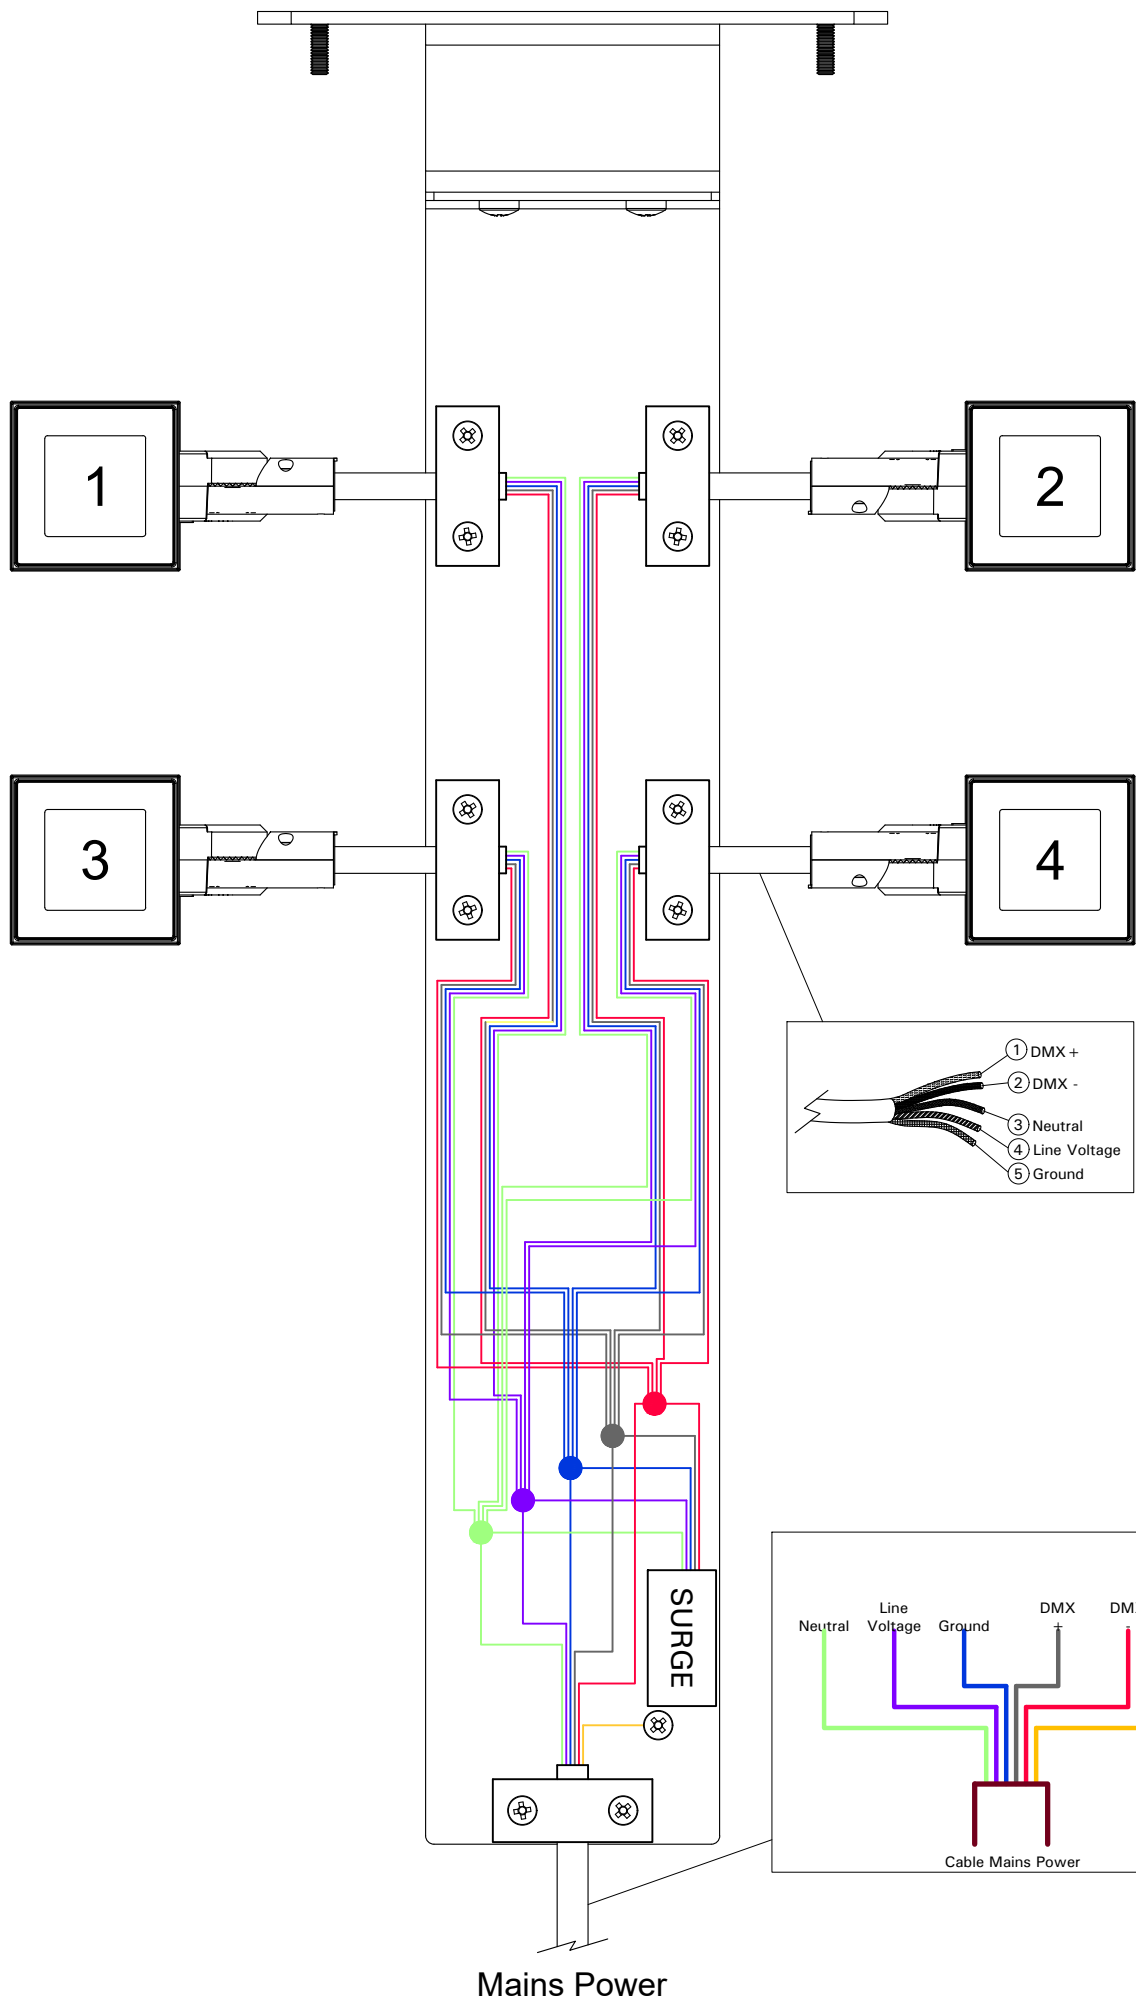 1
2
3
4
1 DMX +
2 DMX -
3 Neutral
4 Line Voltage
5 Ground
SURGE
Neutral
Line
Voltage
Ground
DMX
+
-
Cable Mains Power
Mains Power